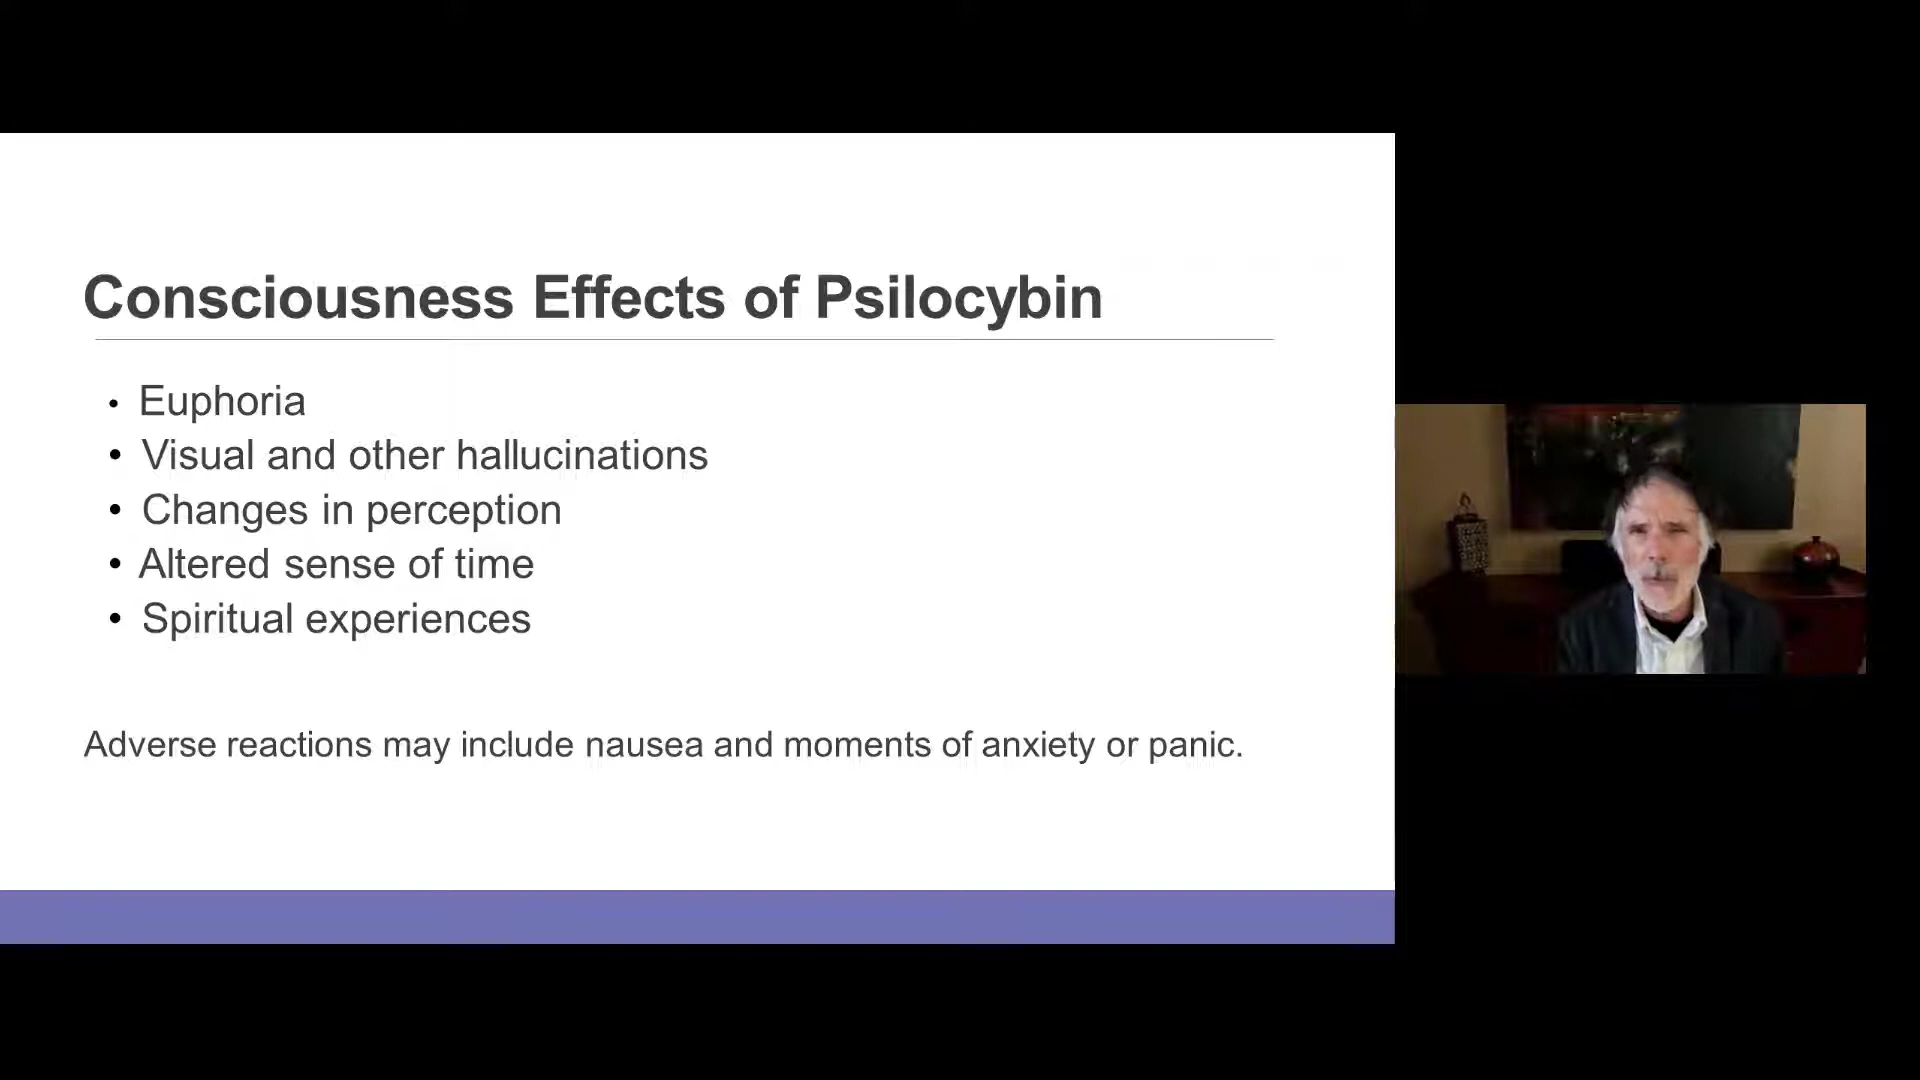 Consciousness Effects of Psilocybin
• Euphoria
• Visual and other hallucinations
• Changes in perception
• Altered sense of time
• Spiritual experiences
Adverse reactions may include nausea and moments of anxiety or panic.